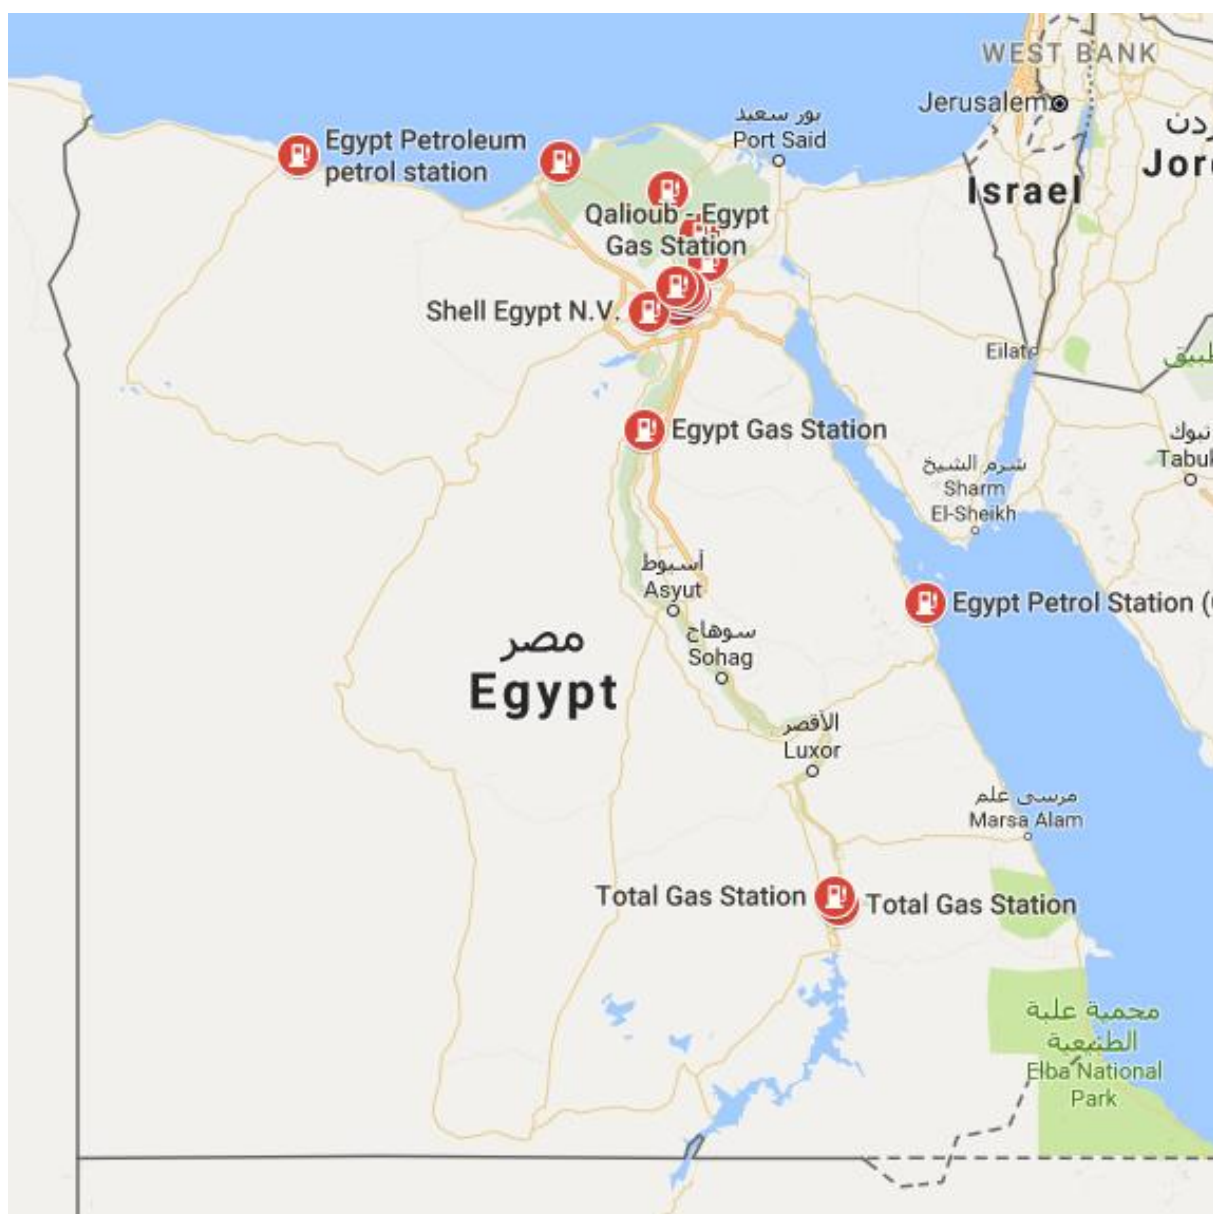 WEST BANK
Jerusalem
بور سعيد
Port Said
Egypt Petroleum
petrol station
Israel
Jor
Qalioub - Egypt
Gas Station
Shell Egypt N.V.
Eilat
Egypt Gas Station
تبوك
Tabuk
شرم الشيخ
Sharm
El-Sheikh
أسيوط
Asyut
Egypt Petrol Station (
سوهاج
Sohag
مصر
Egypt
الأقصر
Luxor
مرسى علم
Marsa Alam
Total Gas Station
Total Gas Station
محمية علبة
الطبيعية
Elba National
Park